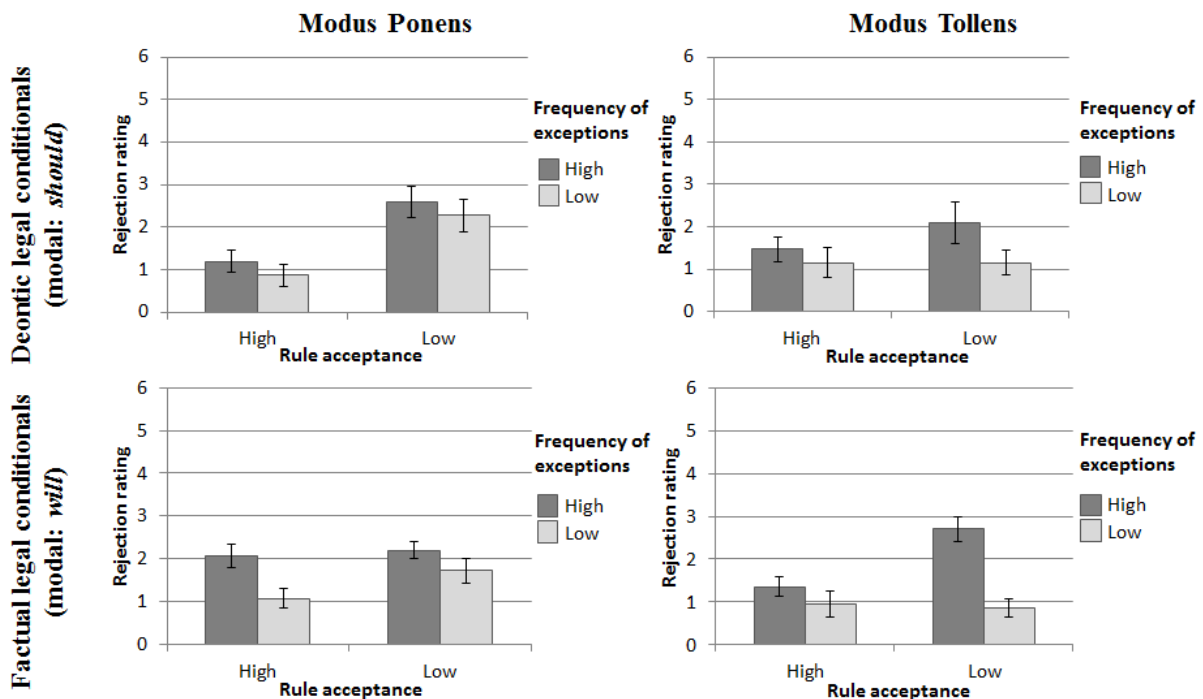 Modus Ponens
Modus Tollens
Deontic legal conditionals
(modal: should)
6
5
4
3
2
1
0
Rejection rating
High
Low
Rule acceptance
Frequency of
exceptions
High
Low
6
5
4
3
2
1
0
Rejection rating
High
Low
Rule acceptance
Frequency of
exceptions
High
Low
Factual legal conditionals
(modal: will)
6
5
4
3
2
1
0
Rejection rating
High
Low
Rule acceptance
Frequency of
exceptions
High
Low
6
5
4
3
2
1
0
Rejection rating
High
Low
Rule acceptance
Frequency of
exceptions
High
Low